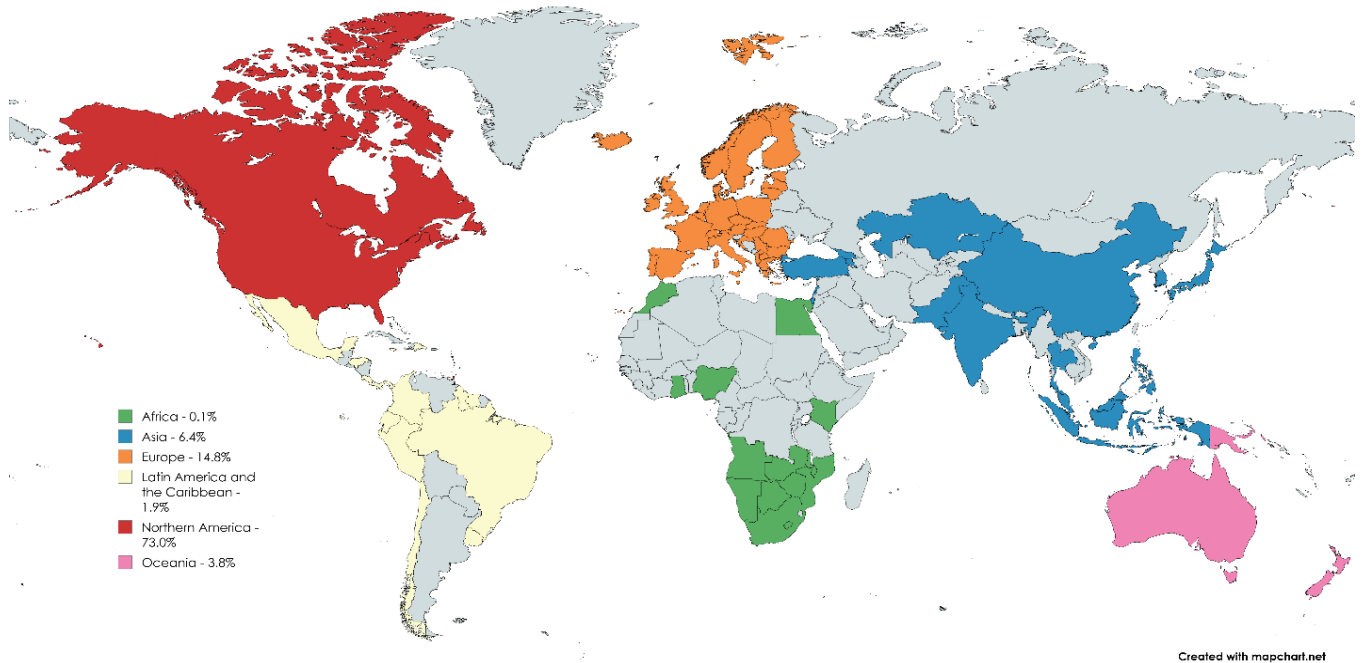 Africa - 0.1%
Asia - 6.4%
Europe - 14.8%
Latin America and
the Caribbean -
1.9%
Northern America -
73.0%
Oceania - 3.8%
Created with mapchart.net